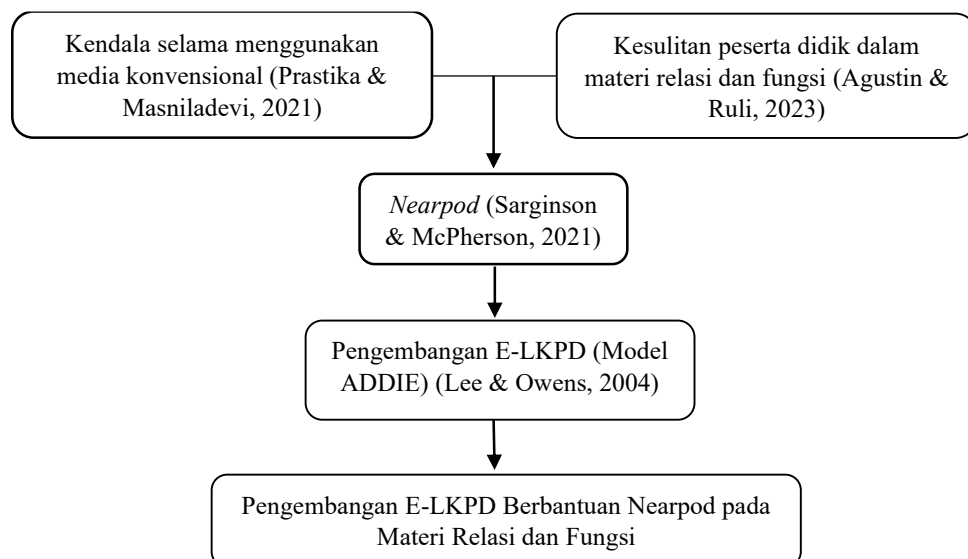 Kendala selama menggunakan
media konvensional (Prastika &
Masniladevi, 2021)
Kesulitan peserta didik dalam
materi relasi dan fungsi (Agustin &
Ruli, 2023)
Nearpod (Sarginson
& McPherson, 2021)
Pengembangan E-LKPD (Model
ADDIE) (Lee & Owens, 2004)
Pengembangan E-LKPD Berbantuan Nearpod pada
Materi Relasi dan Fungsi